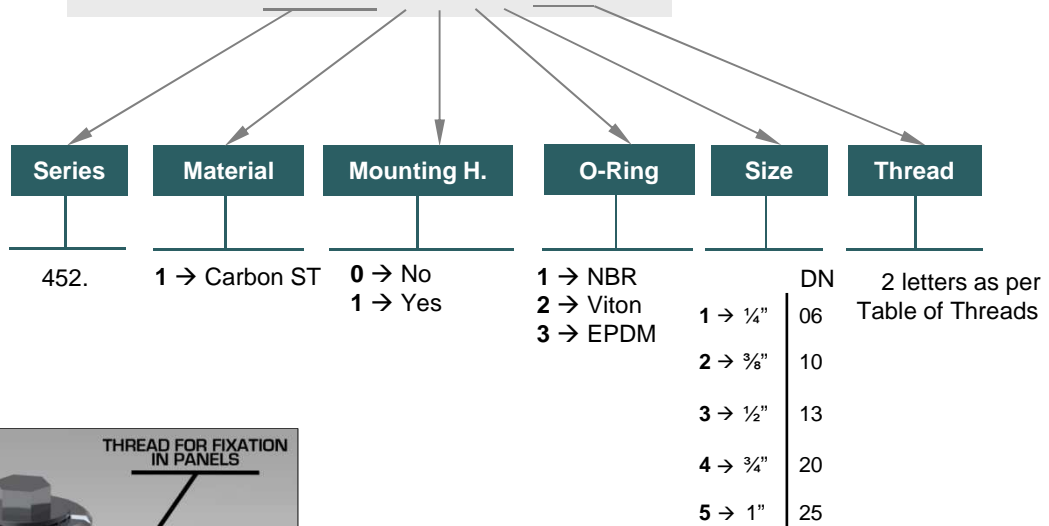 Series
Material
Mounting H.
O-Ring
Size
Thread
452.
1 → Carbon ST
0 → No
1 → Yes
1 → NBR
2 → Viton
3 → EPDM
DN
1 → ¼” 06
2 → ⅜” 10
3 → ½” 13
4 → ¾” 20
5 → 1” 25
2 letters as per
Table of Threads
THREAD FOR FIXATION
IN PANELS